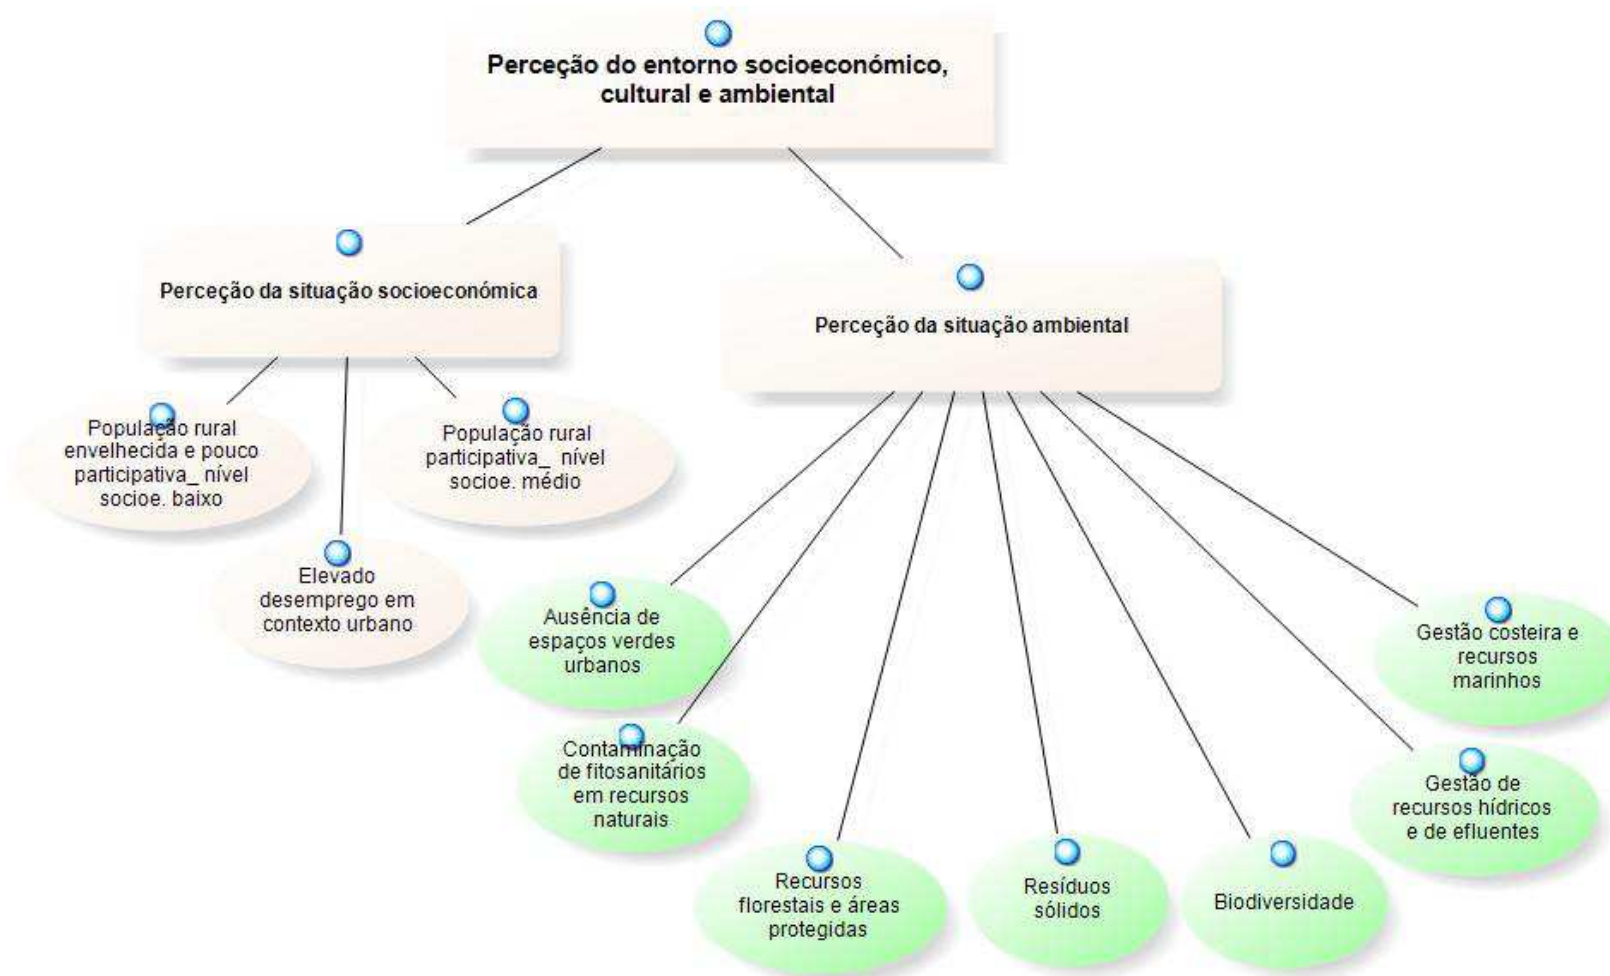 Perceção do entorno socioeconómico,
cultural e ambiental
Perceção da situação socioeconómica
Perceção da situação ambiental
População rural
envelhecida e pouco
participativa_ nível
socioe. baixo
População rural
participativa_ nível
socioe. médio
Elevado
desemprego em
contexto urbano
Ausência de
espaços verdes
urbanos
Contaminação
de fitosanitários
em recursos
naturais
Recursos
florestais e áreas
protegidas
Resíduos
sólidos
Biodiversidade
Gestão de
recursos hídricos
e de efluentes
Gestão costeira e
recursos
marinhos